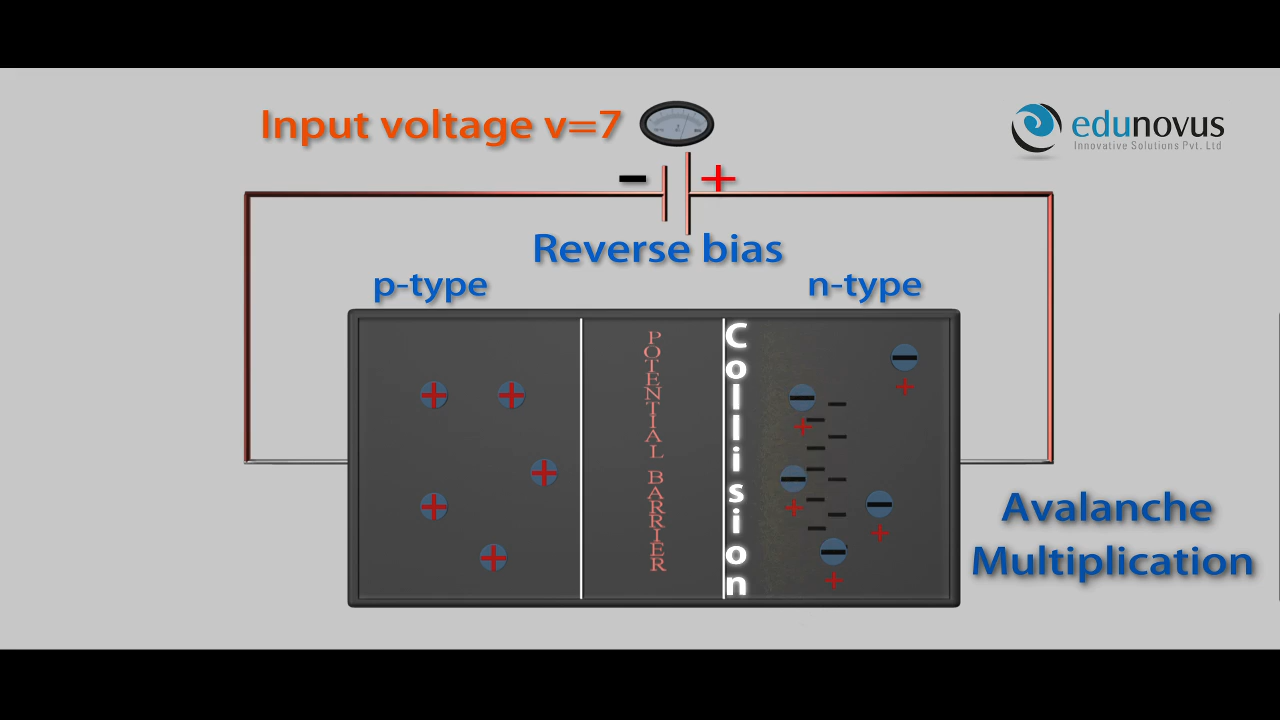 Input voltage v=7
edunovus
Innovative Solutions Pvt. Ltd
- +
Reverse bias
p-type
n-type
POTENTIAL BARRIER
Collision
Avalanche
Multiplication